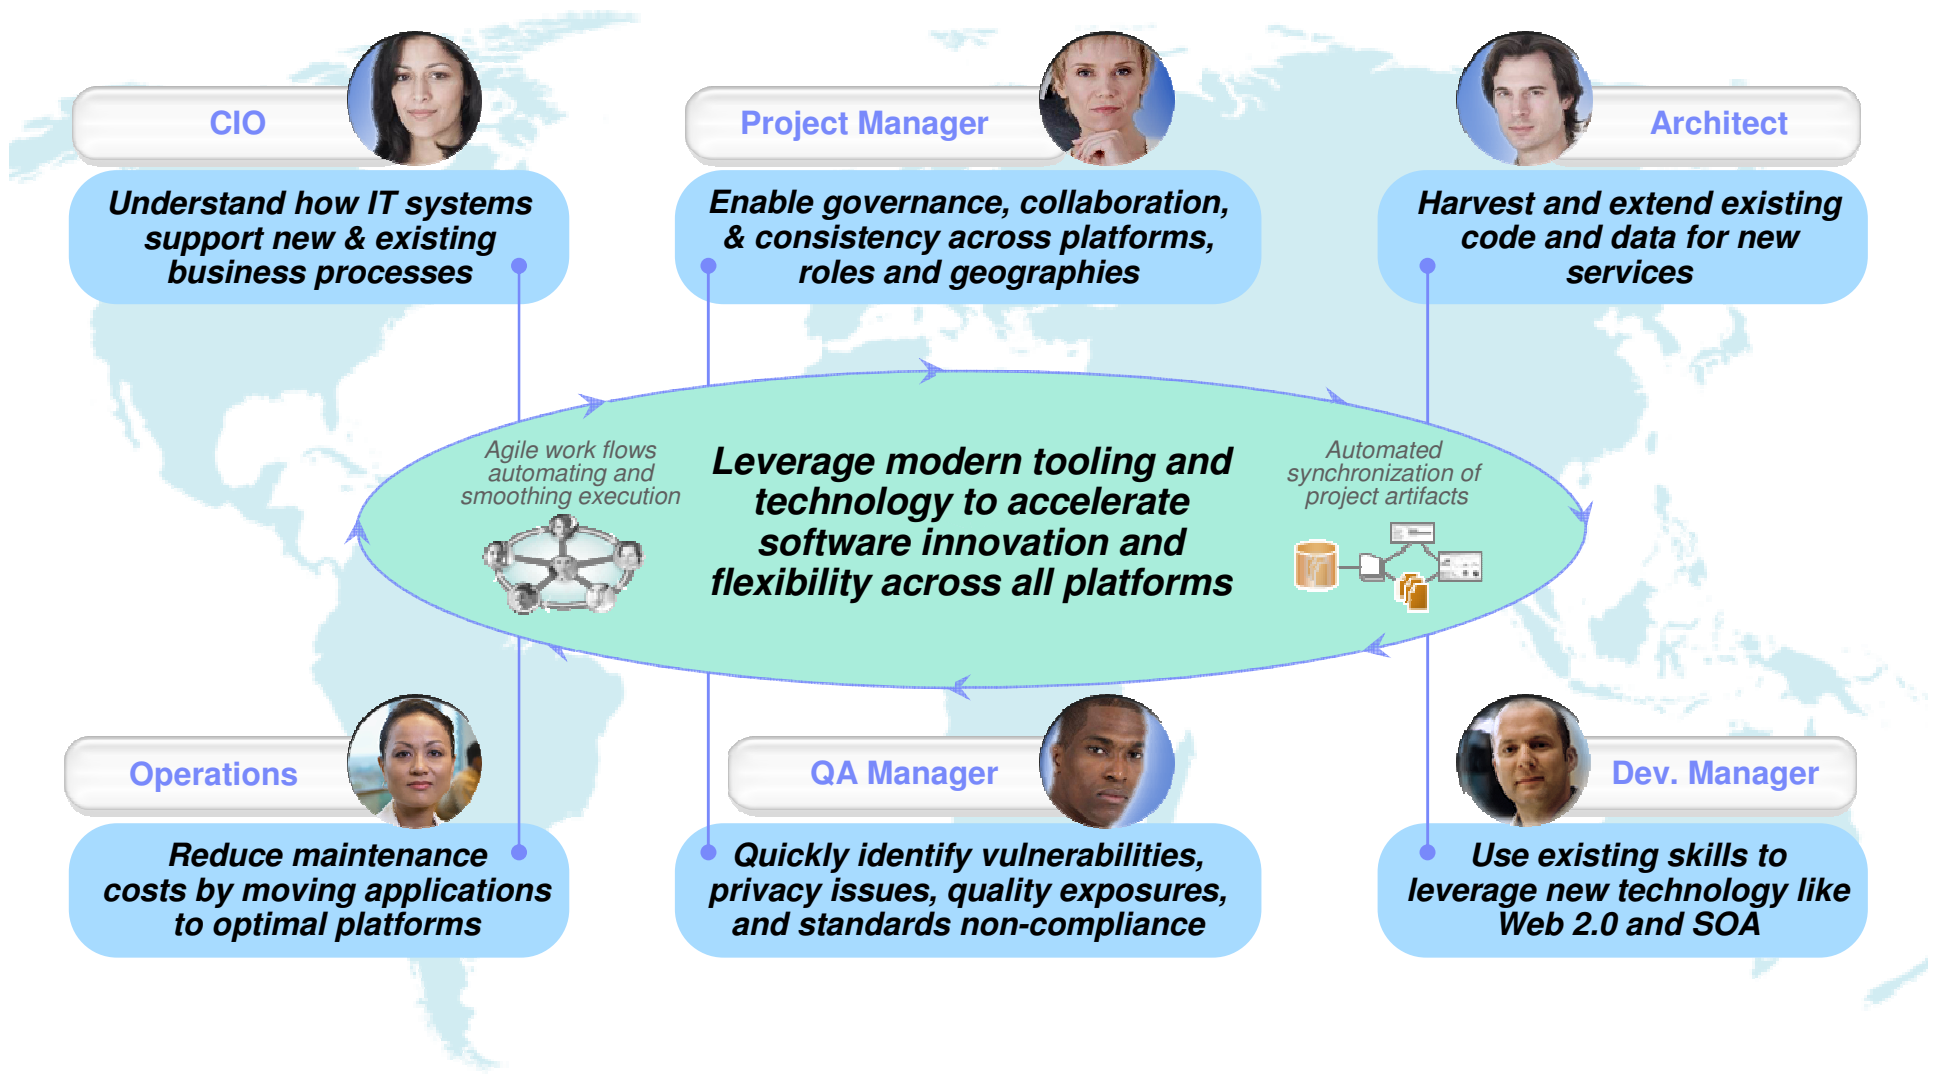 CIO
Project Manager
Architect
Understand how IT systems
support new & existing
business processes
Enable governance, collaboration,
& consistency across platforms,
roles and geographies
Harvest and extend existing
code and data for new
services
Agile work flows
automating and
smoothing execution
Leverage modern tooling and
technology to accelerate
software innovation and
flexibility across all platforms
Automated
synchronization of
project artifacts
Operations
QA Manager
Dev. Manager
Reduce maintenance
costs by moving applications
to optimal platforms
Quickly identify vulnerabilities,
privacy issues, quality exposures,
and standards non-compliance
Use existing skills to
leverage new technology like
Web 2.0 and SOA